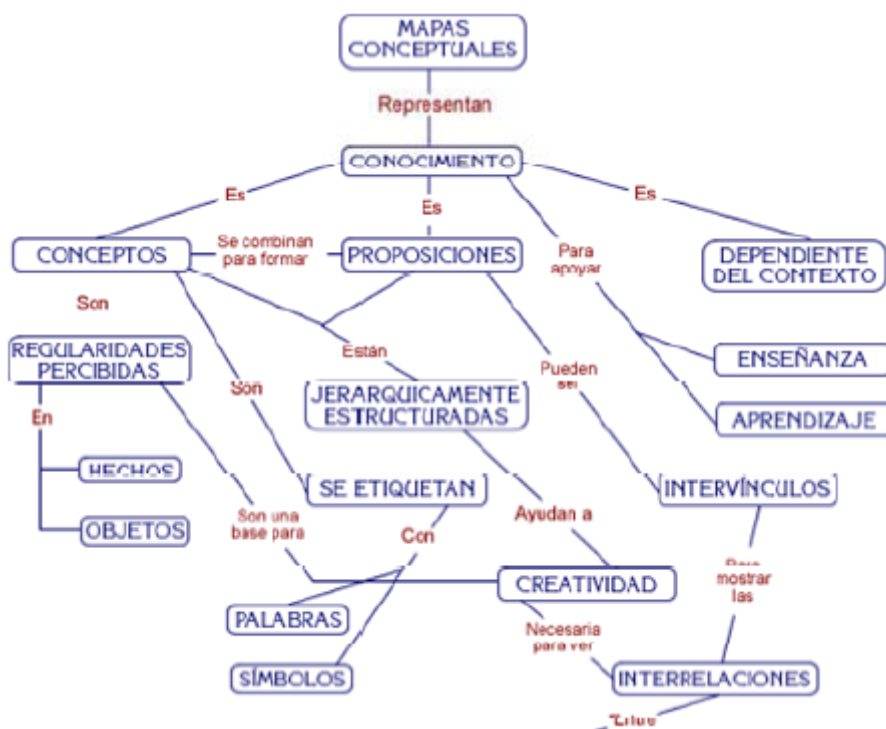 MAPAS
CONCEPTUALES
Representan
CONOCIMIENTO
Es
Es
Es
CONCEPTOS
Se combinan
para formar
PROPOSICIONES
Para
apoyar
DEPENDIENTE
DEL CONTEXTO
Son
REGULARIDADES
PERCIBIDAS
Están
Pueden
ser
ENSEÑANZA
En
Son
JERARQUICAMENTE
ESTRUCTURADAS
APRENDIZAJE
HECHOS
SE ETIQUETAN
INTERVÍNCULOS
OBJETOS
Son una
base para
Con
Ayudan a
CREATIVIDAD
mostrar
las
PALABRAS
Necesaria
para ver
SÍMBOLOS
INTERRELACIONES